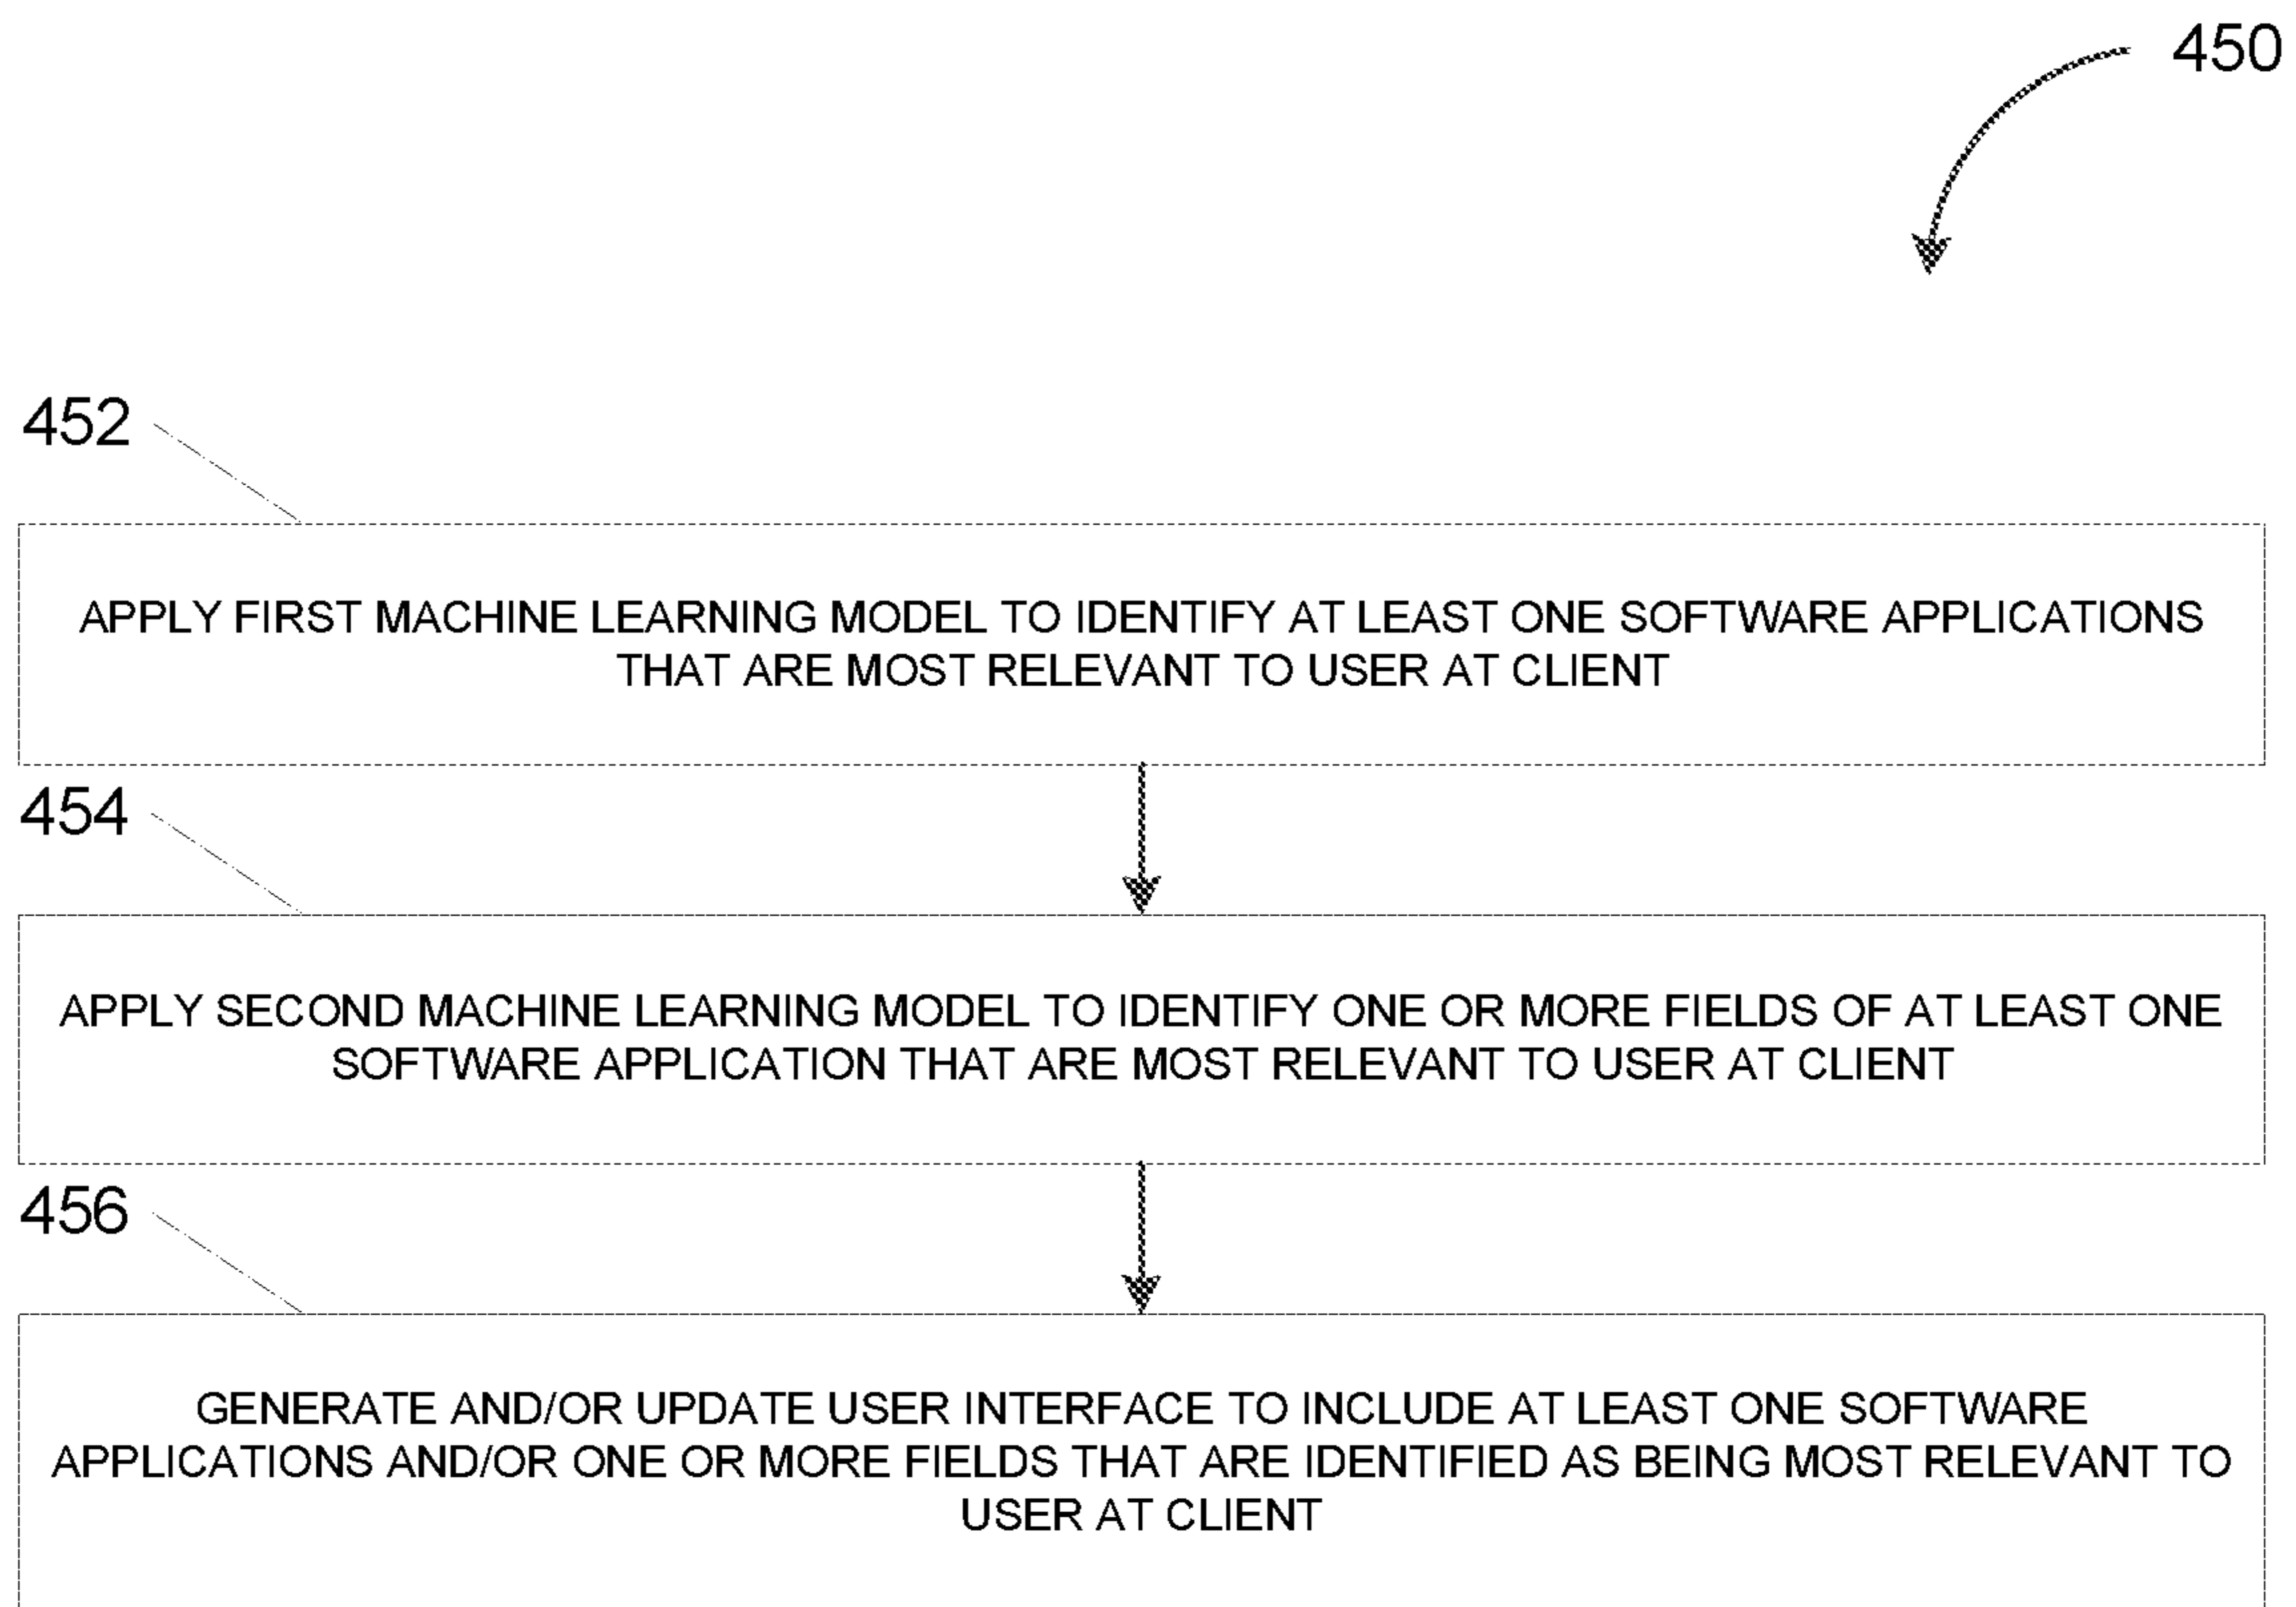 450
452
APPLY FIRST MACHINE LEARNING MODEL TO IDENTIFY AT LEAST ONE SOFTWARE APPLICATIONS
THAT ARE MOST RELEVANT TO USER AT CLIENT
454
APPLY SECOND MACHINE LEARNING MODEL TO IDENTIFY ONE OR MORE FIELDS OF AT LEAST ONE
SOFTWARE APPLICATION THAT ARE MOST RELEVANT TO USER AT CLIENT
456
GENERATE AND/OR UPDATE USER INTERFACE TO INCLUDE AT LEAST ONE SOFTWARE
APPLICATIONS AND/OR ONE OR MORE FIELDS THAT ARE IDENTIFIED AS BEING MOST RELEVANT TO
USER AT CLIENT